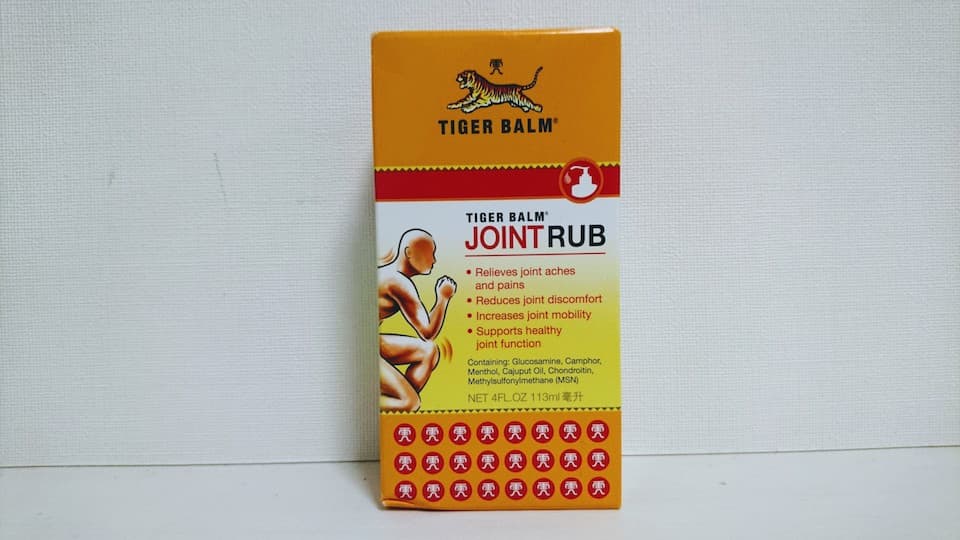 TIGER BALM®
TIGER BALM®
JOINT RUB
• Relieves joint aches
and pains
• Reduces joint discomfort
• Increases joint mobility
• Supports healthy
joint function
Containing: Glucosamine, Camphor,
Menthol, Cajuput Oil, Chondroitin,
Methylsulfonylmethane (MSN)
NET 4FL.OZ 113ml 毫升